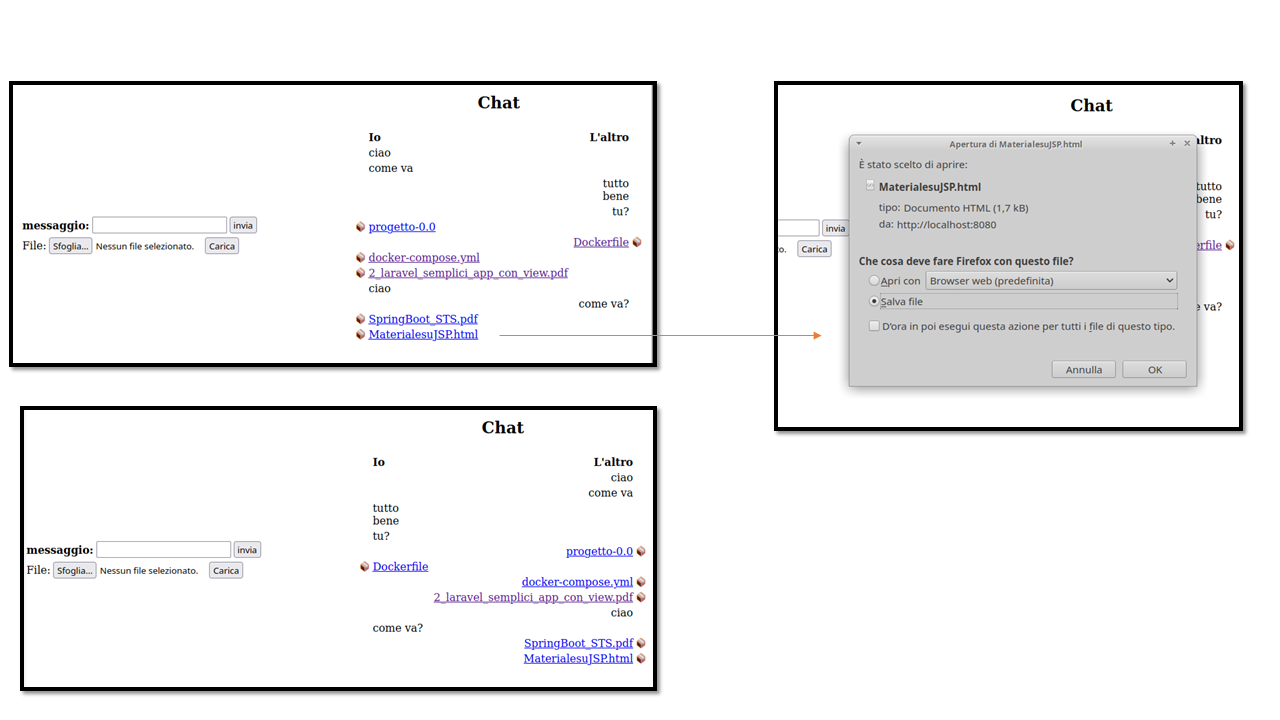 Chat
Io L'altro
ciao
come va
tutto
bene
tu?
messaggio: invia
progetto-0.0
File: Sfoglia... Nessun file selezionato. Carica
Dockerfile
docker-compose.yml
2_laravel_semplici_app_con_view.pdf
ciao
come va?
SpringBoot_STS.pdf
MaterialesuJSP.html
Chat
altro
tutto
bene
tu?
invia
o. Carica
rfile
va?
Apertura di MaterialesuJSP.html
È stato scelto di aprire:
MaterialesuJSP.html
tipo: Documento HTML (1,7 kB)
da: http://localhost:8080
Che cosa deve fare Firefox con questo file?
Apri con Browser web (predefinita)
Salva file
D'ora in poi esegui questa azione per tutti i file di questo tipo.
Annulla OK
Chat
Io L'altro
ciao
come va
tutto
bene
tu?
messaggio: invia
progetto-0.0
File: Sfoglia... Nessun file selezionato. Carica
Dockerfile
docker-compose.yml
2_laravel_semplici_app_con_view.pdf
ciao
come va?
SpringBoot_STS.pdf
MaterialesuJSP.html